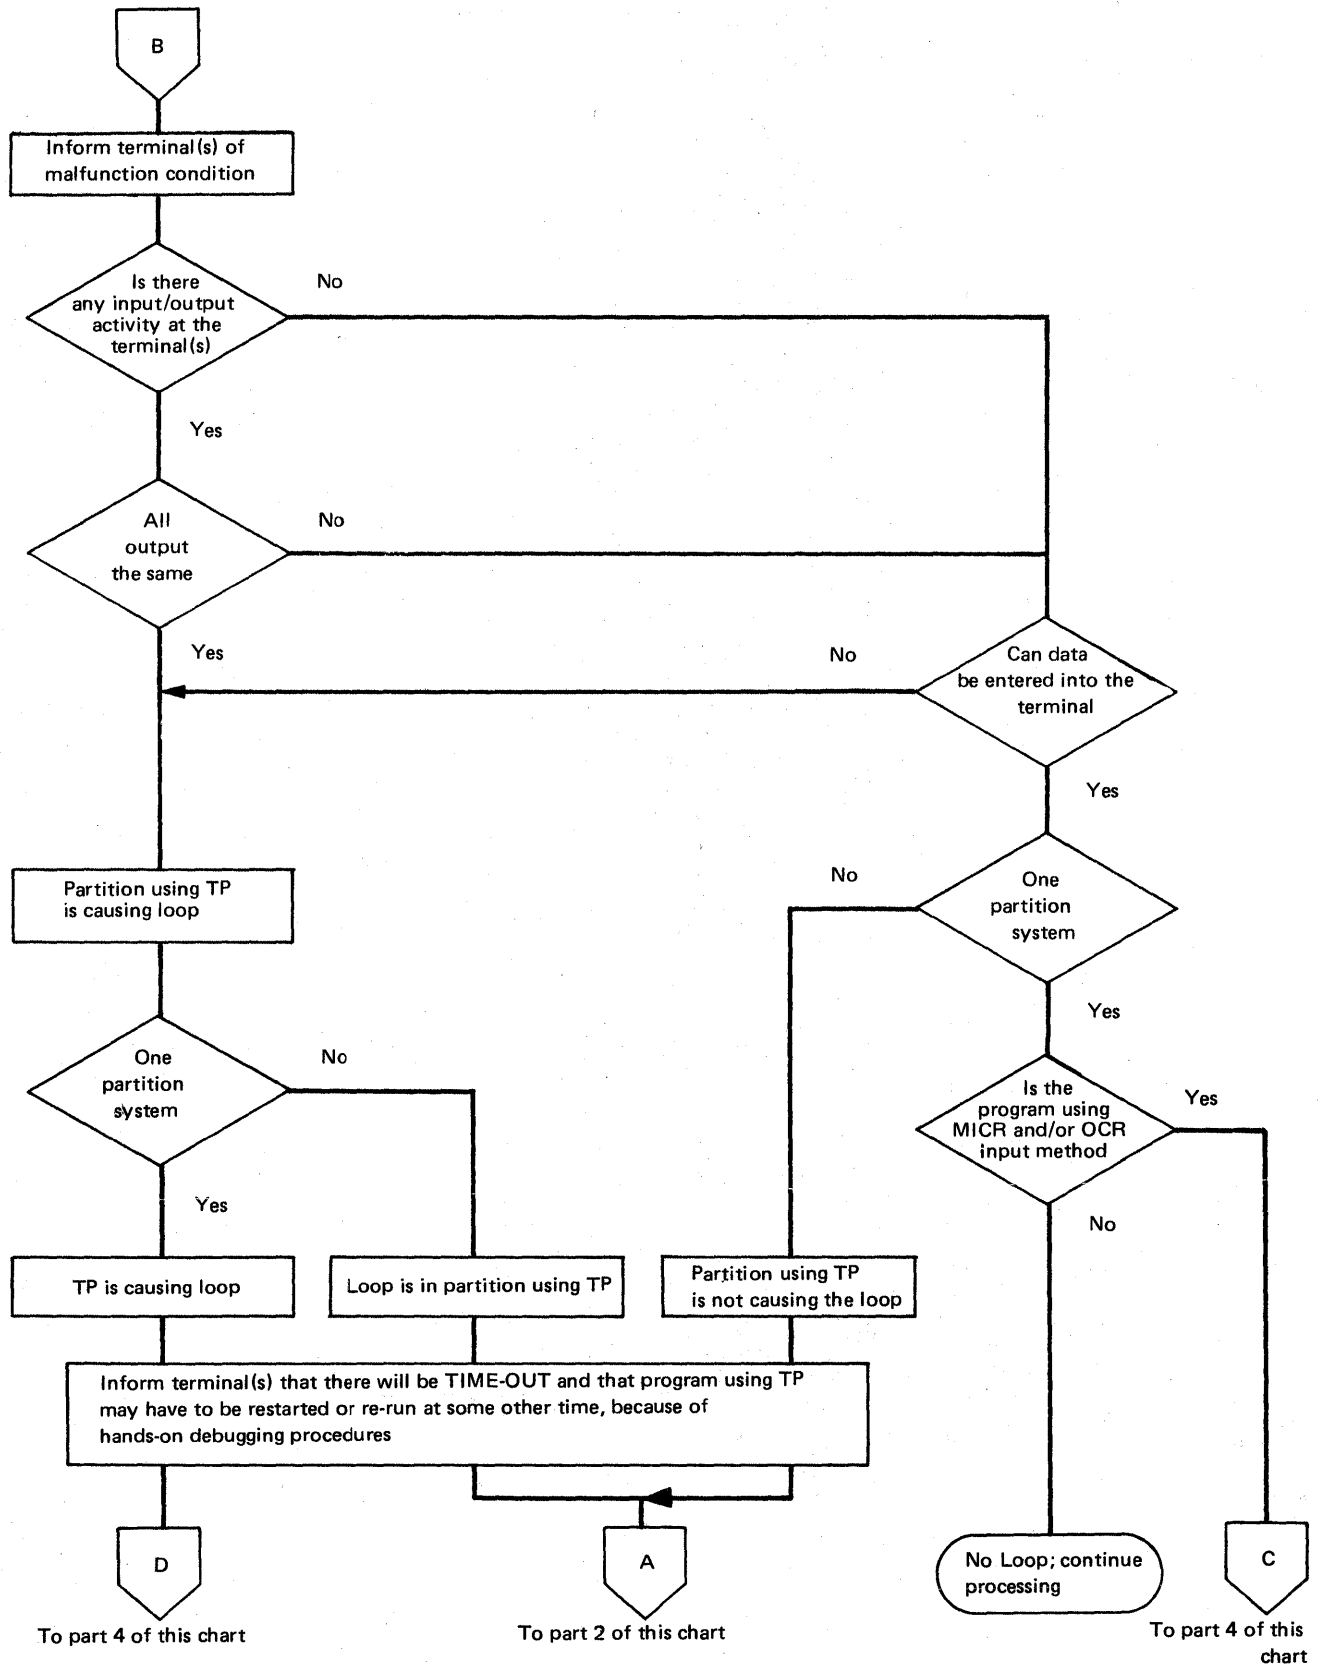 B
Inform terminal(s) of
malfunction condition
Is there
any input/output
activity at the
terminal(s)
No
Yes
All
output
the same
No
Yes
No
Can data
be entered into the
terminal
Yes
Partition using TP
is causing loop
No
One
partition
system
Yes
One
partition
system
No
Yes
Is the
program using
MICR and/or OCR
input method
Yes
No
TP is causing loop
Loop is in partition using TP
Partition using TP
is not causing the loop
Inform terminal(s) that there will be TIME-OUT and that program using TP
may have to be restarted or re-run at some other time, because of
hands-on debugging procedures
D
To part 4 of this chart
A
To part 2 of this chart
No Loop; continue
processing
C
To part 4 of this
chart